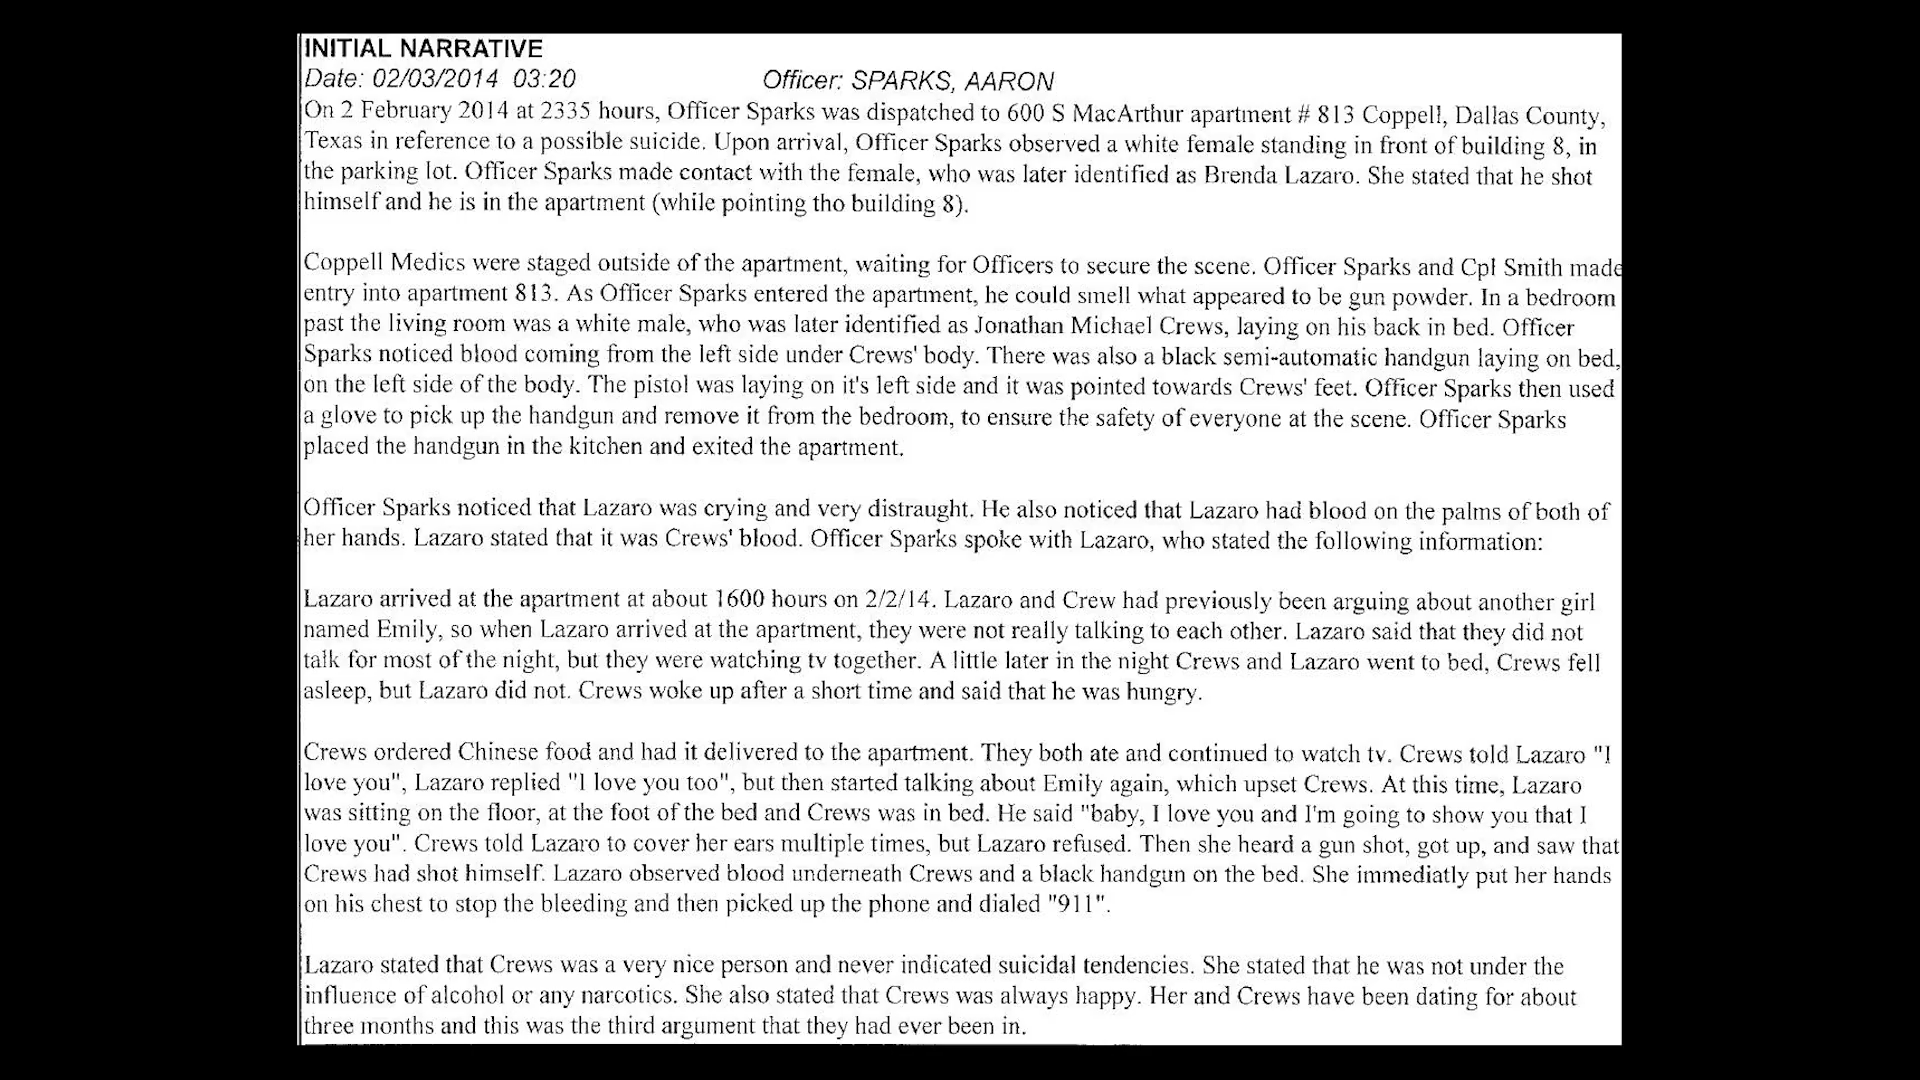 INITIAL NARRATIVE
Date: 02/03/2014 03:20 Officer: SPARKS, AARON
On 2 February 2014 at 2335 hours, Officer Sparks was dispatched to 600 S MacArthur apartment # 813 Coppell, Dallas County,
Texas in reference to a possible suicide. Upon arrival, Officer Sparks observed a white female standing in front of building 8, in
the parking lot. Officer Sparks made contact with the female, who was later identified as Brenda Lazaro. She stated that he shot
himself and he is in the apartment (while pointing tho building 8).
Coppell Medics were staged outside of the apartment, waiting for Officers to secure the scene. Officer Sparks and Cpl Smith made
entry into apartment 813. As Officer Sparks entered the apartment, he could smell what appeared to be gun powder. In a bedroom
past the living room was a white male, who was later identified as Jonathan Michael Crews, laying on his back in bed. Officer
Sparks noticed blood coming from the left side under Crews' body. There was also a black semi-automatic handgun laying on bed,
on the left side of the body. The pistol was laying on it's left side and it was pointed towards Crews' feet. Officer Sparks then used
a glove to pick up the handgun and remove it from the bedroom, to ensure the safety of everyone at the scene. Officer Sparks
placed the handgun in the kitchen and exited the apartment.
Officer Sparks noticed that Lazaro was crying and very distraught. He also noticed that Lazaro had blood on the palms of both of
her hands. Lazaro stated that it was Crews' blood. Officer Sparks spoke with Lazaro, who stated the following information:
Lazaro arrived at the apartment at about 1600 hours on 2/2/14. Lazaro and Crew had previously been arguing about another girl
named Emily, so when Lazaro arrived at the apartment, they were not really talking to each other. Lazaro said that they did not
talk for most of the night, but they were watching tv together. A little later in the night Crews and Lazaro went to bed, Crews fell
asleep, but Lazaro did not. Crews woke up after a short time and said that he was hungry.
Crews ordered Chinese food and had it delivered to the apartment. They both ate and continued to watch tv. Crews told Lazaro "I
love you", Lazaro replied "I love you too", but then started talking about Emily again, which upset Crews. At this time, Lazaro
was sitting on the floor, at the foot of the bed and Crews was in bed. He said "baby, I love you and I'm going to show you that I
love you". Crews told Lazaro to cover her ears multiple times, but Lazaro refused. Then she heard a gun shot, got up, and saw that
Crews had shot himself. Lazaro observed blood underneath Crews and a black handgun on the bed. She immediatly put her hands
on his chest to stop the bleeding and then picked up the phone and dialed "911".
Lazaro stated that Crews was a very nice person and never indicated suicidal tendencies. She stated that he was not under the
influence of alcohol or any narcotics. She also stated that Crews was always happy. Her and Crews have been dating for about
three months and this was the third argument that they had ever been in.